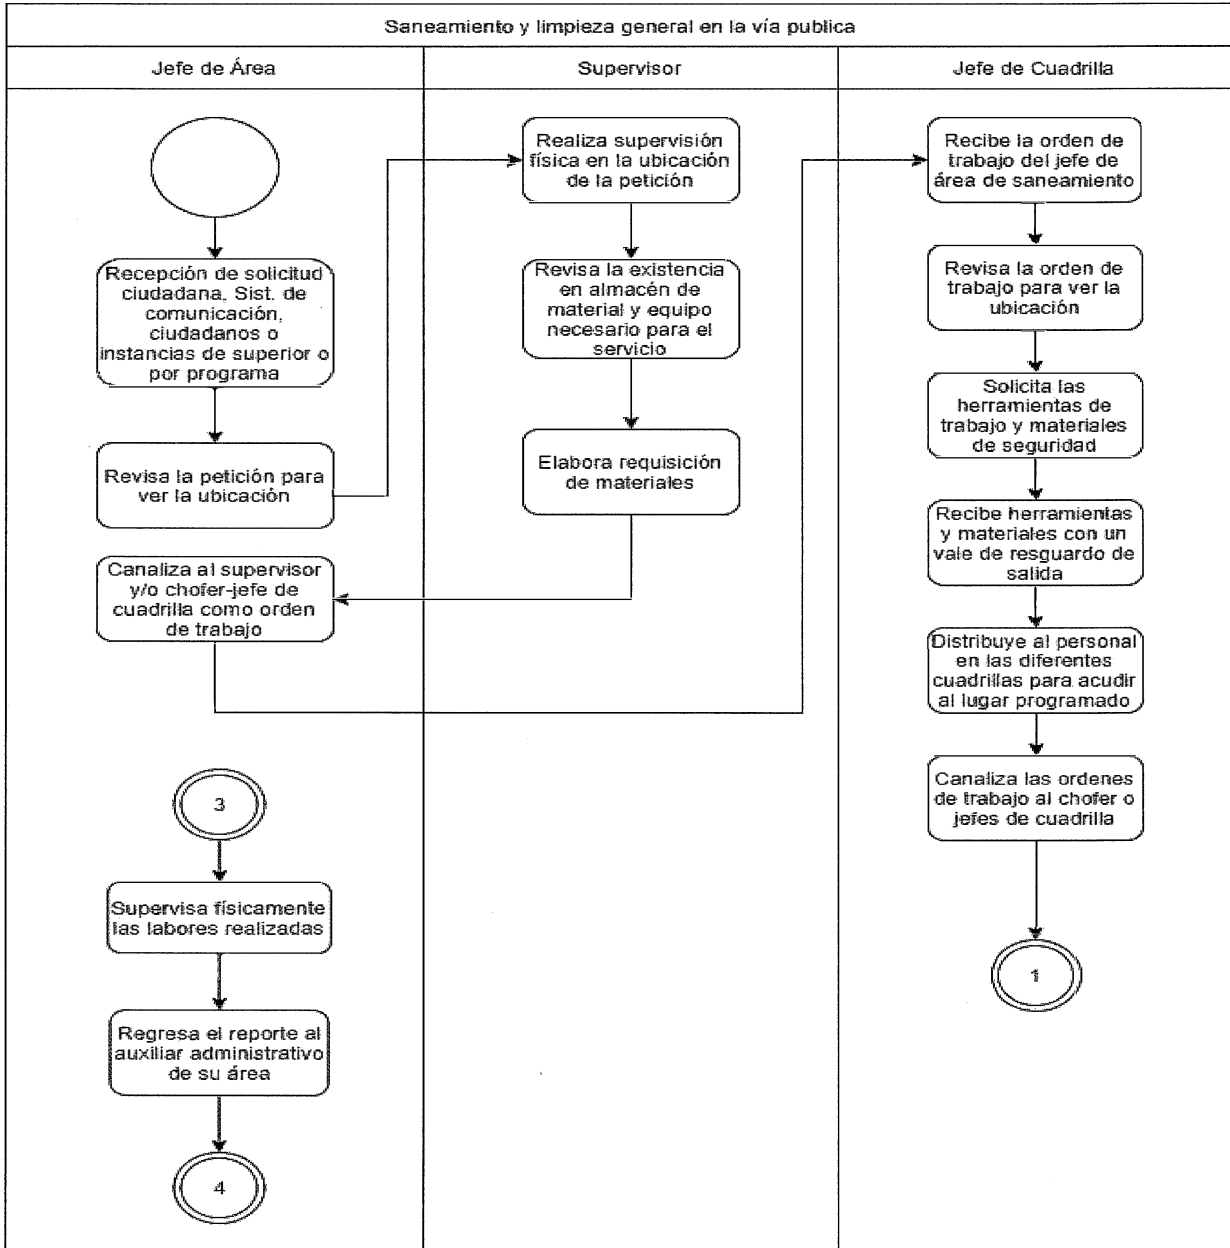 Saneamiento y limpieza general en la vía publica
Jefe de Área
Supervisor
Jefe de Cuadrilla
Recepción de solicitud
ciudadana, Sist. de
comunicación,
ciudadanos o
instancias de superior o
por programa
Revisa la petición para
ver la ubicación
Canaliza al supervisor
y/o chofer-jefe de
cuadrilla como orden
de trabajo
3
Supervisa físicamente
las labores realizadas
Regresa el reporte al
auxiliar administrativo
de su área
4
Realiza supervisión
física en la ubicación
de la petición
Revisa la existencia
en almacén de
material y equipo
necesario para el
servicio
Elabora requisición
de materiales
Recibe la orden de
trabajo del jefe de
área de saneamiento
Revisa la orden de
trabajo para ver la
ubicación
Solicita las
herramientas de
trabajo y materiales
de seguridad
Recibe herramientas
y materiales con un
vale de resguardo de
salida
Distribuye al personal
en las diferentes
cuadrillas para acudir
al lugar programado
Canaliza las ordenes
de trabajo al chofer o
jefes de cuadrilla
1